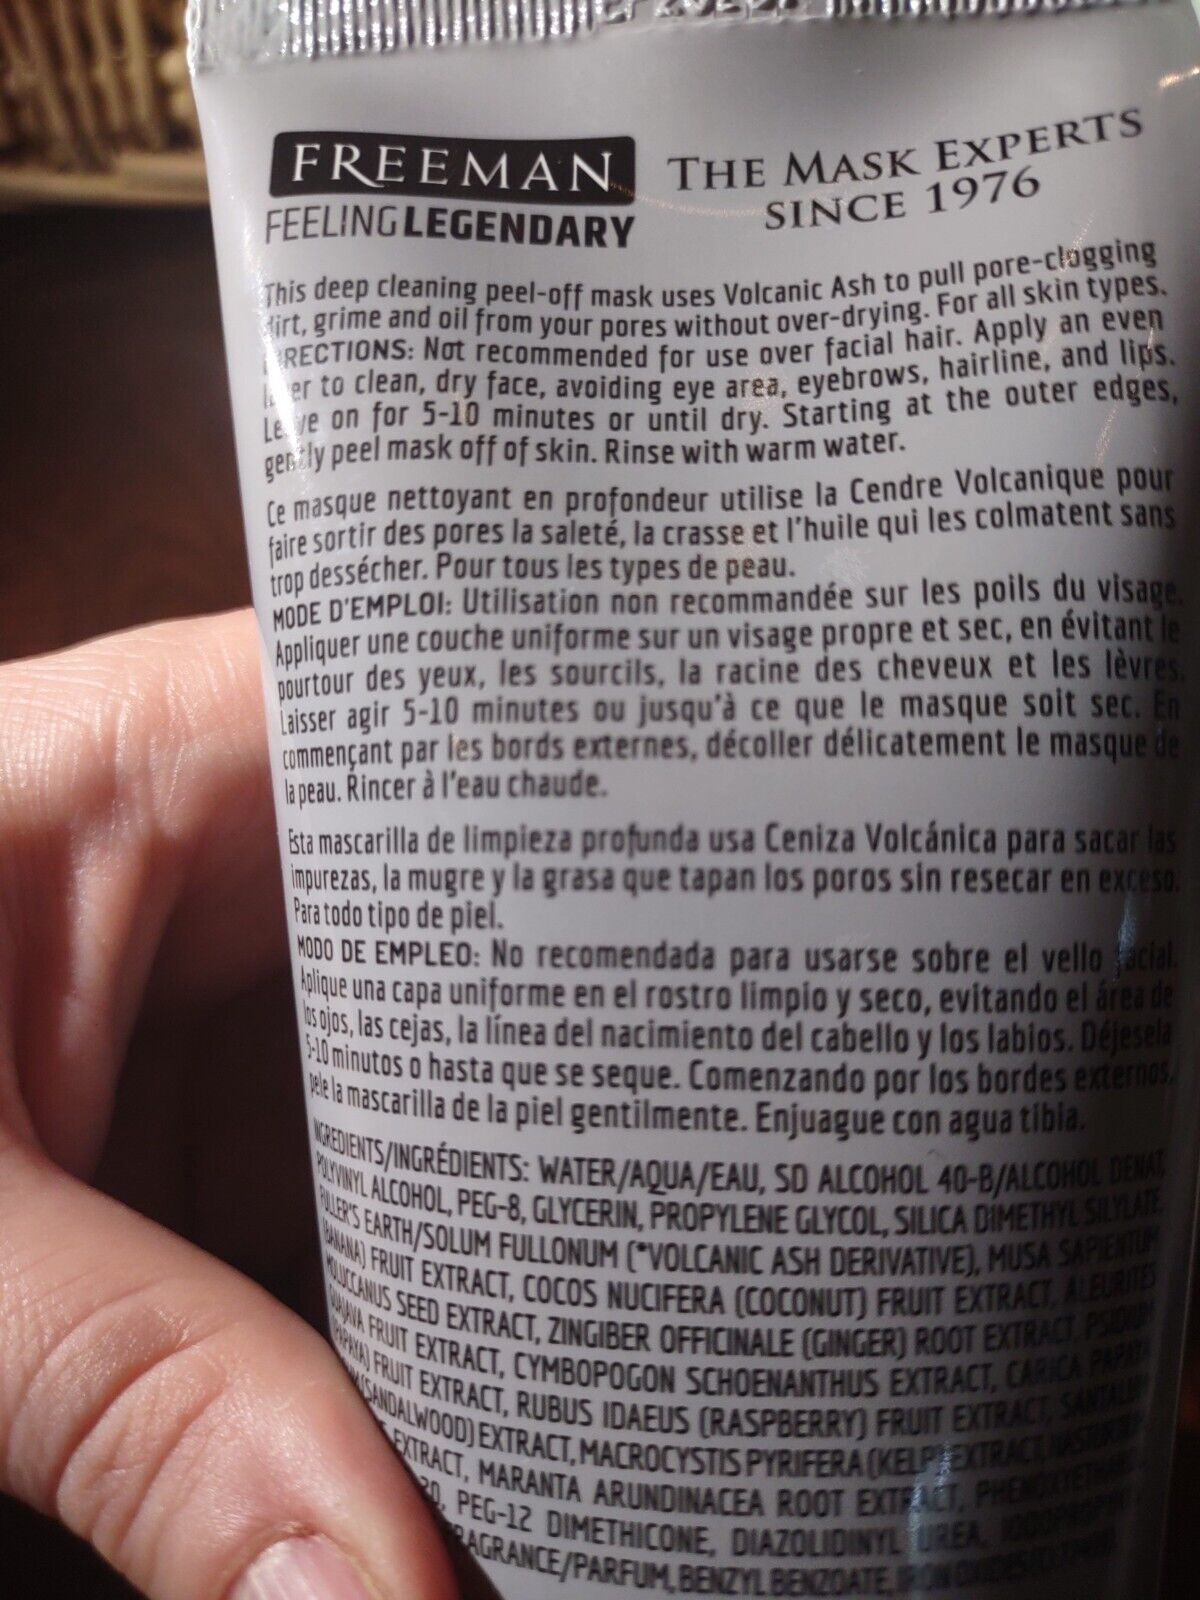 FREEMAN
FEELING LEGENDARY
THE MASK EXPERTS
SINCE 1976
This deep cleaning peel-off mask uses Volcanic Ash to pull pore-clogging
dirt, grime and oil from your pores without over-drying. For all skin types.
DIRECTIONS: Not recommended for use over facial hair. Apply an even
layer to clean, dry face, avoiding eye area, eyebrows, hairline, and lips.
Leave on for 5-10 minutes or until dry. Starting at the outer edges,
gently peel mask off of skin. Rinse with warm water.
Ce masque nettoyant en profondeur utilise la Cendre Volcanique pour
faire sortir des pores la saleté, la crasse et l'huile qui les colmatent sans
trop dessécher. Pour tous les types de peau.
MODE D'EMPLOI: Utilisation non recommandée sur les poils du visage.
Appliquer une couche uniforme sur un visage propre et sec, en évitant le
pourtour des yeux, les sourcils, la racine des cheveux et les lèvres.
Laisser agir 5-10 minutes ou jusqu'à ce que le masque soit sec. En
commençant par les bords externes, décoller délicatement le masque de
la peau. Rincer à l'eau chaude.
Esta mascarilla de limpieza profunda usa Ceniza Volcánica para sacar las
impurezas, la mugre y la grasa que tapan los poros sin resecar en exceso.
Para todo tipo de piel.
MODO DE EMPLEO: No recomendada para usarse sobre el vello facial.
Aplique una capa uniforme en el rostro limpio y seco, evitando el área de
los ojos, las cejas, la línea del nacimiento del cabello y los labios. Déjesela
5-10 minutos o hasta que se seque. Comenzando por los bordes externos,
pele la mascarilla de la piel gentilmente. Enjuague con agua tibia.
INGREDIENTS/INGRÉDIENTS: WATER/AQUA/EAU, SD ALCOHOL 40-B/ALCOHOL DENAT,
POLYVINYL ALCOHOL, PEG-8, GLYCERIN, PROPYLENE GLYCOL, SILICA DIMETHYL SILYLATE,
FULLER'S EARTH/SOLUM FULLONUM (*VOLCANIC ASH DERIVATIVE), MUSA SAPIENTUM
(BANANA) FRUIT EXTRACT, COCOS NUCIFERA (COCONUT) FRUIT EXTRACT, ALEURITES
MOLUCCANUS SEED EXTRACT, ZINGIBER OFFICINALE (GINGER) ROOT EXTRACT, PSIDIUM
GUAJAVA FRUIT EXTRACT, CYMBOPOGON SCHOENANTHUS EXTRACT, CARICA PAPAYA
(PAPAYA) FRUIT EXTRACT, RUBUS IDAEUS (RASPBERRY) FRUIT EXTRACT, SANTALUM
(SANDALWOOD) EXTRACT, MACROCYSTIS PYRIFERA (KELP) EXTRACT,
EXTRACT, MARANTA ARUNDINACEA ROOT EXTRACT,
PEG-12 DIMETHICONE, DIAZOLIDINYL UREA,
FRAGRANCE/PARFUM, BENZYL BENZOATE,